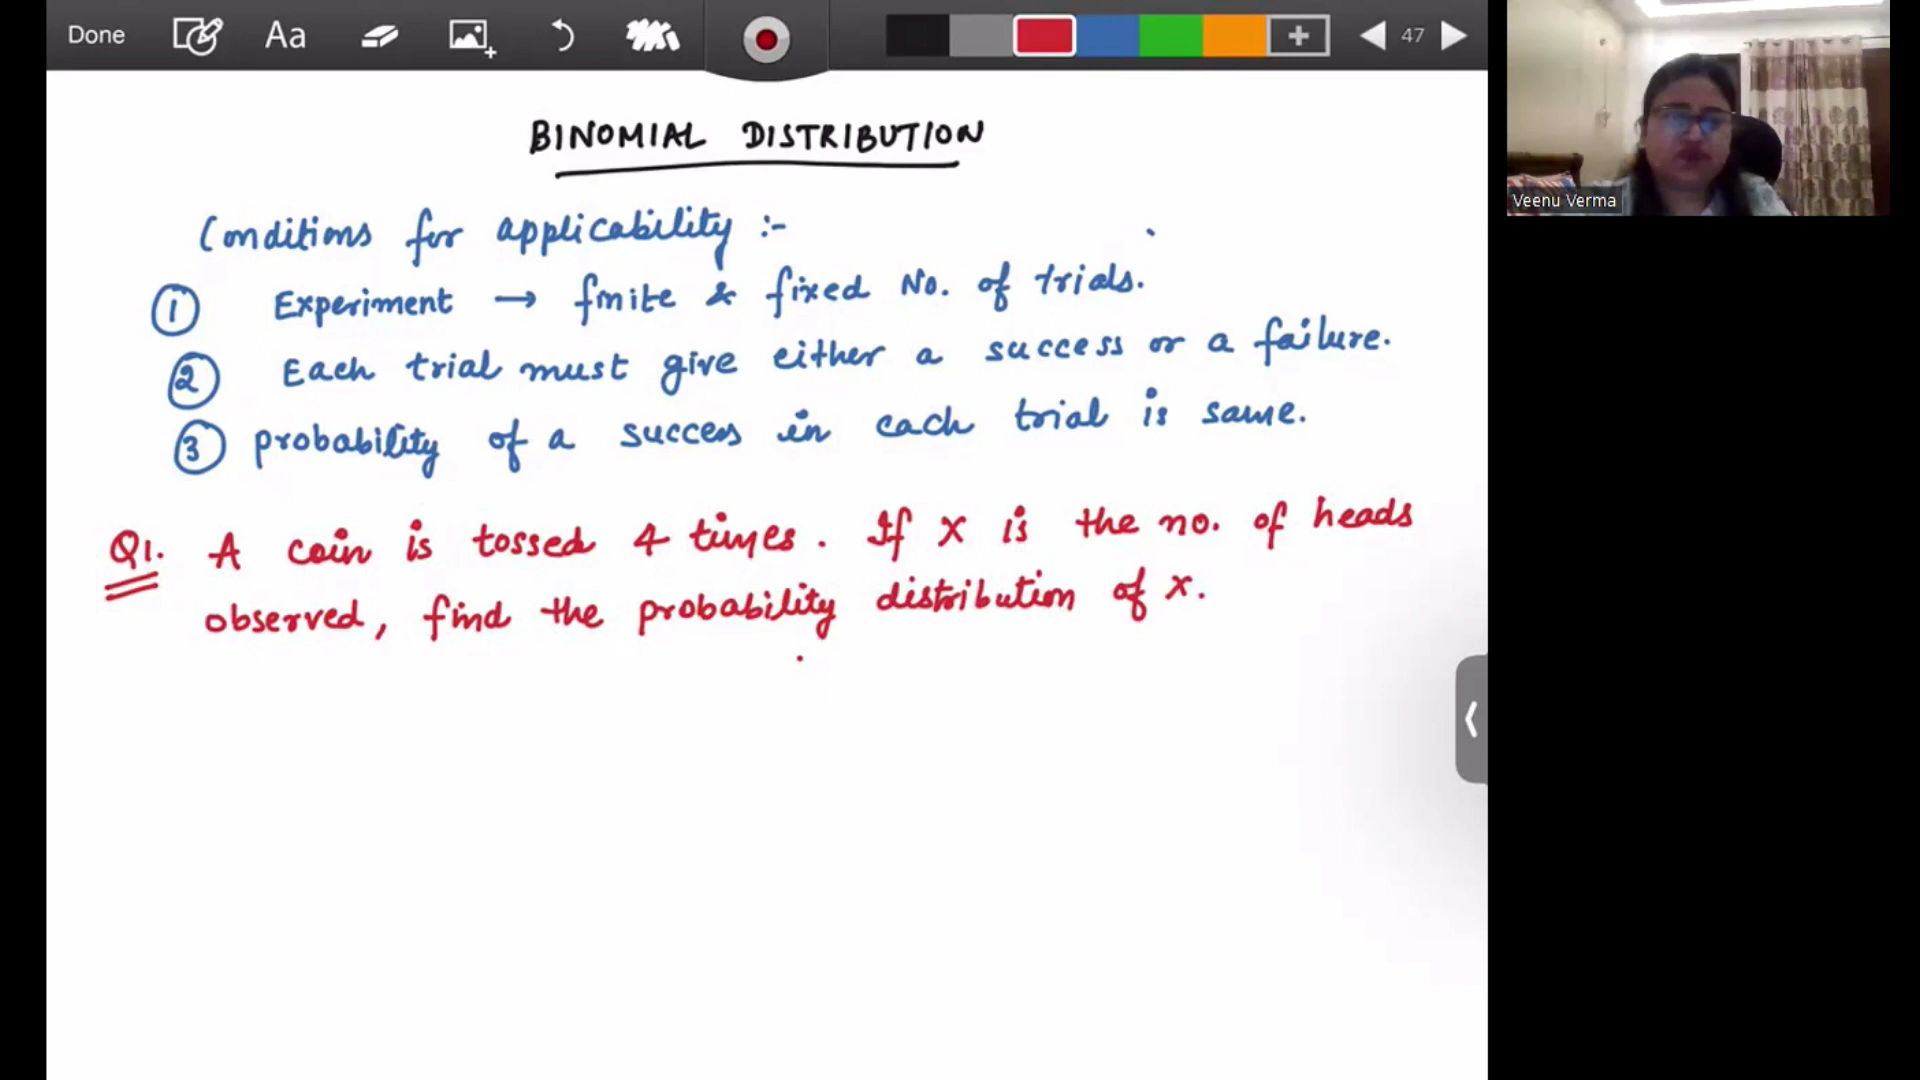 Done Aa 47
Veenu Verma
BINOMIAL DISTRIBUTION
Conditions for applicability :-
① Experiment → finite & fixed No. of trials.
② Each trial must give either a success or a failure.
③ probability of a success in each trial is same.
Q1. A coin is tossed 4 times. If X is the no. of heads
observed, find the probability distribution of X.